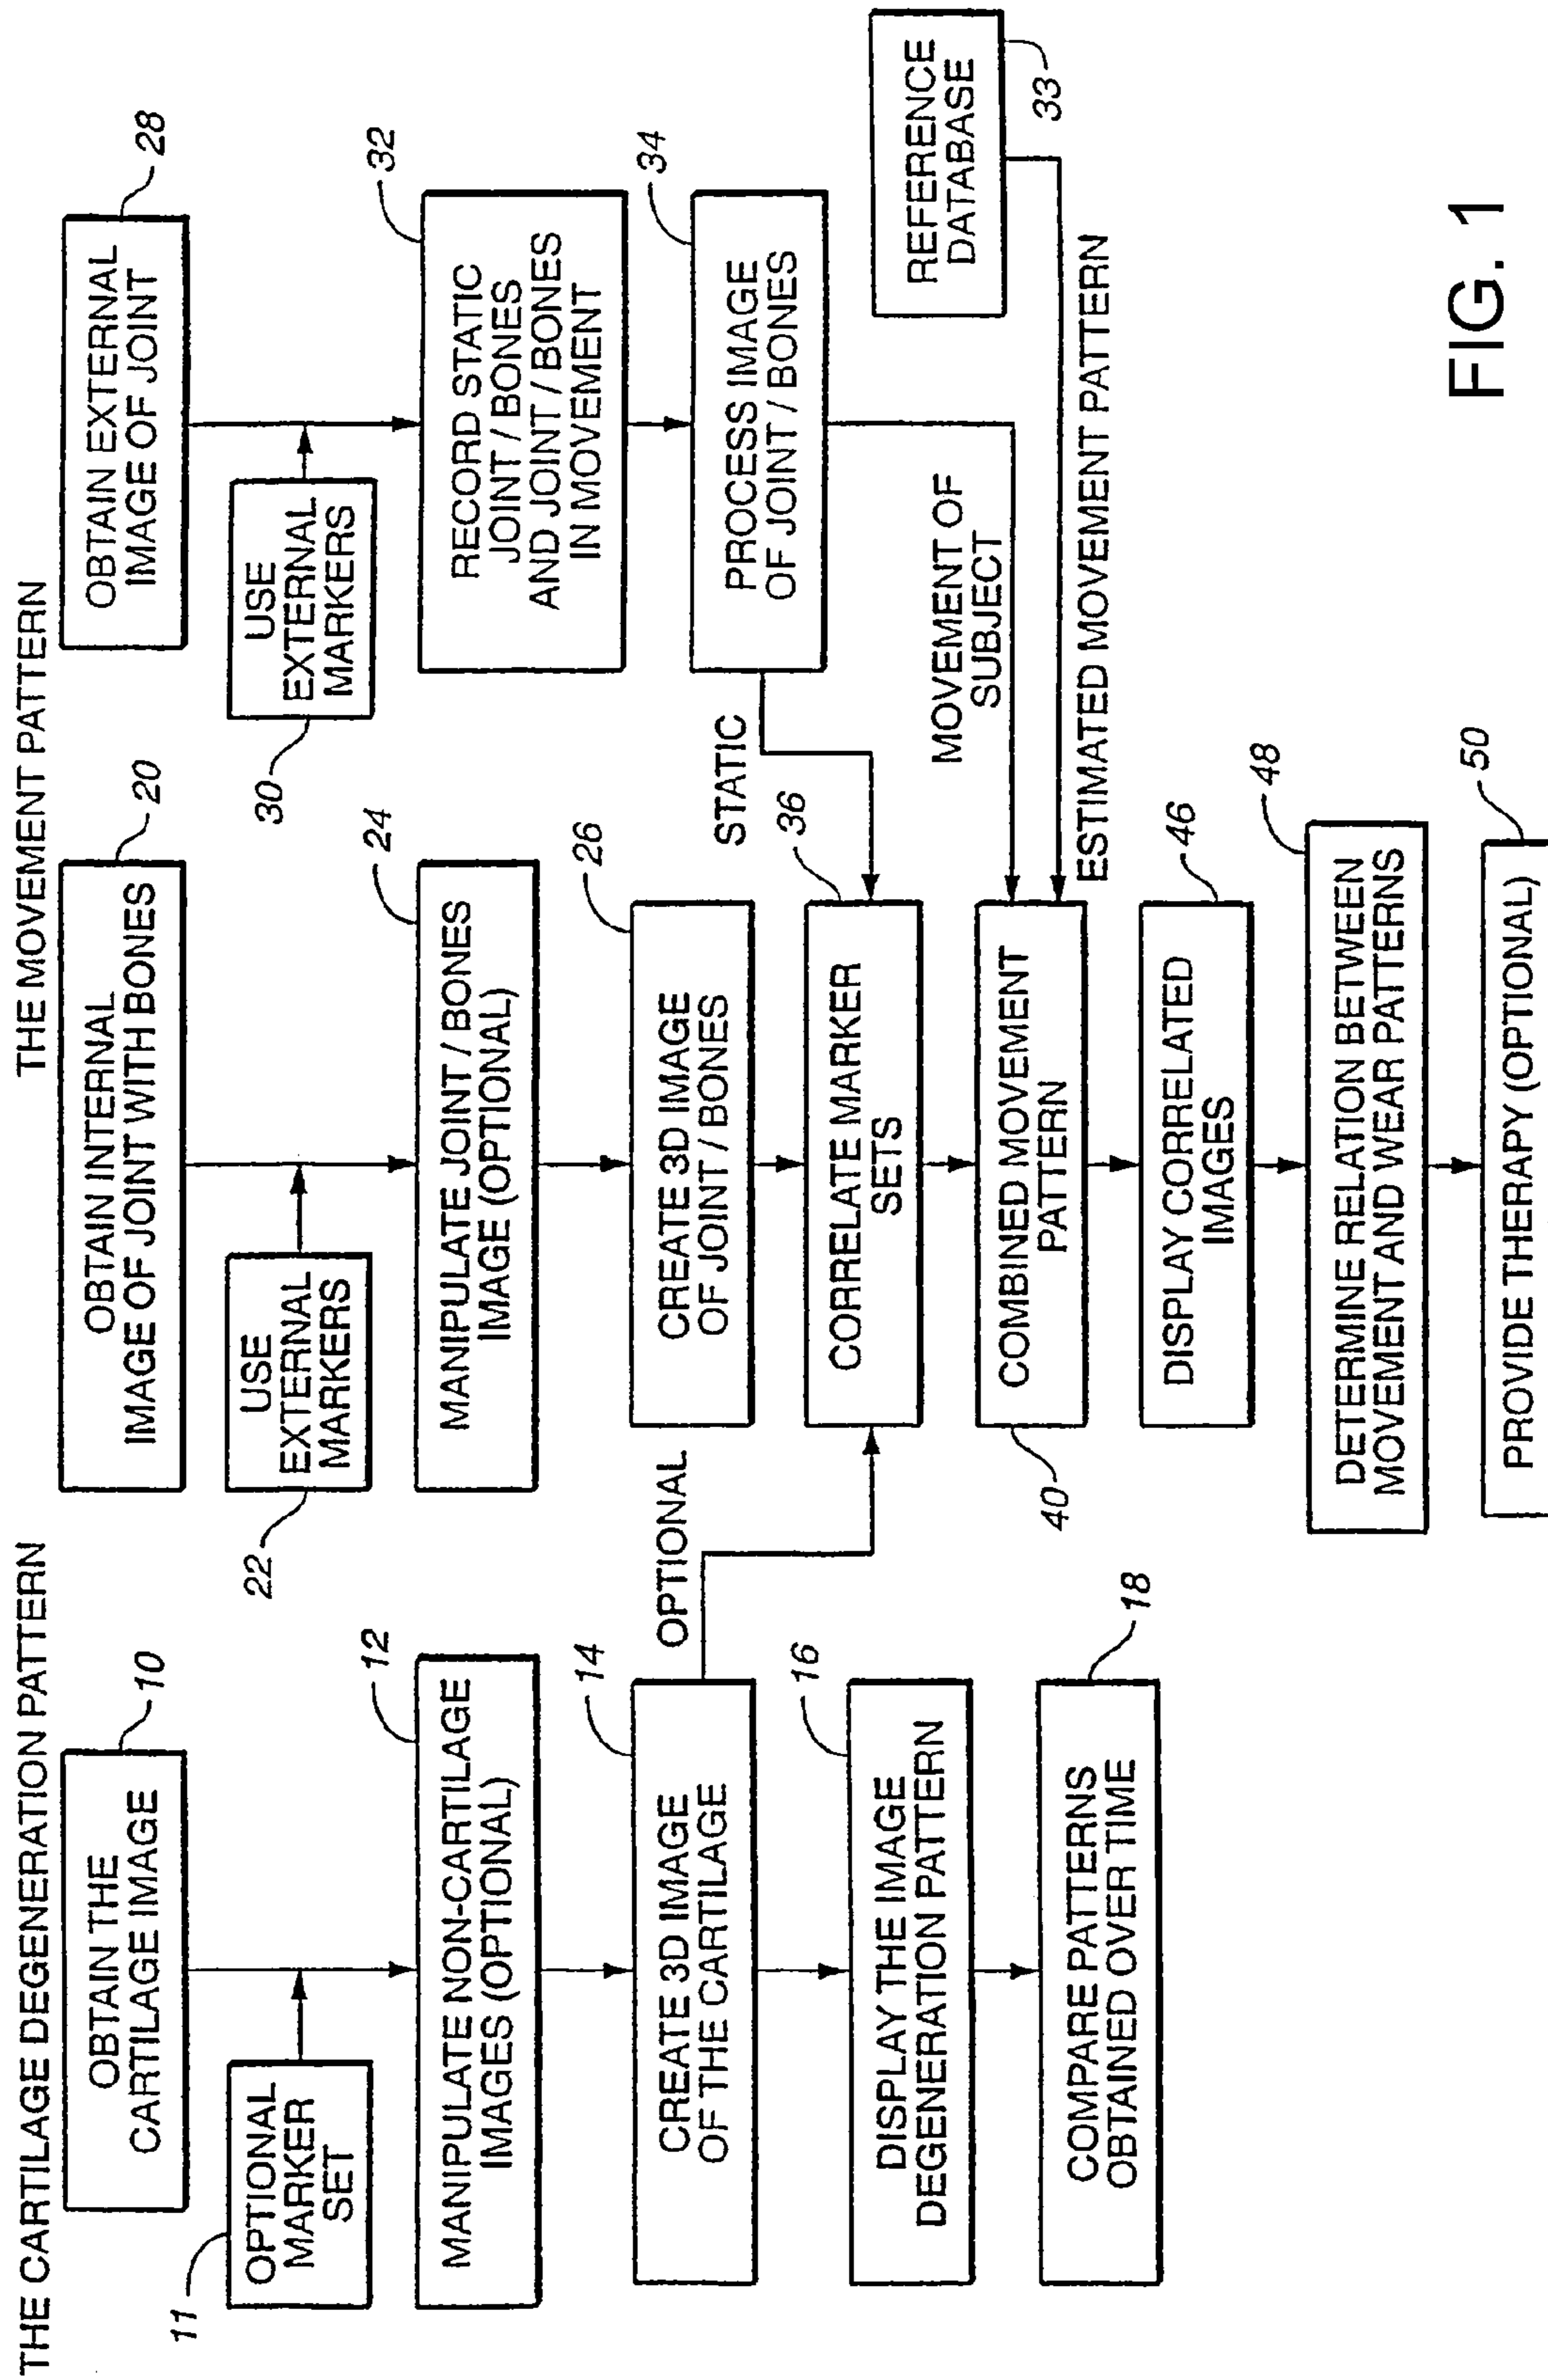 THE CARTILAGE DEGENERATION PATTERN
10
OBTAIN THE
CARTILAGE IMAGE
11
OPTIONAL
MARKER
SET
12
MANIPULATE NON-CARTILAGE
IMAGES (OPTIONAL)
14
CREATE 3D IMAGE
OF THE CARTILAGE
OPTIONAL
16
DISPLAY THE IMAGE
DEGENERATION PATTERN
18
COMPARE PATTERNS
OBTAINED OVER TIME
THE MOVEMENT PATTERN
20
OBTAIN INTERNAL
IMAGE OF JOINT WITH BONES
22
USE
EXTERNAL
MARKERS
24
MANIPULATE JOINT / BONES
IMAGE (OPTIONAL)
26
CREATE 3D IMAGE
OF JOINT / BONES
36
CORRELATE MARKER
SETS
40
COMBINED MOVEMENT
PATTERN
46
DISPLAY CORRELATED
IMAGES
48
DETERMINE RELATION BETWEEN
MOVEMENT AND WEAR PATTERNS
50
PROVIDE THERAPY (OPTIONAL)
28
OBTAIN EXTERNAL
IMAGE OF JOINT
30
USE
EXTERNAL
MARKERS
32
RECORD STATIC
JOINT / BONES
AND JOINT / BONES
IN MOVEMENT
34
PROCESS IMAGE
OF JOINT / BONES
STATIC
MOVEMENT OF
SUBJECT
REFERENCE
DATABASE
33
ESTIMATED MOVEMENT PATTERN
FIG. 1